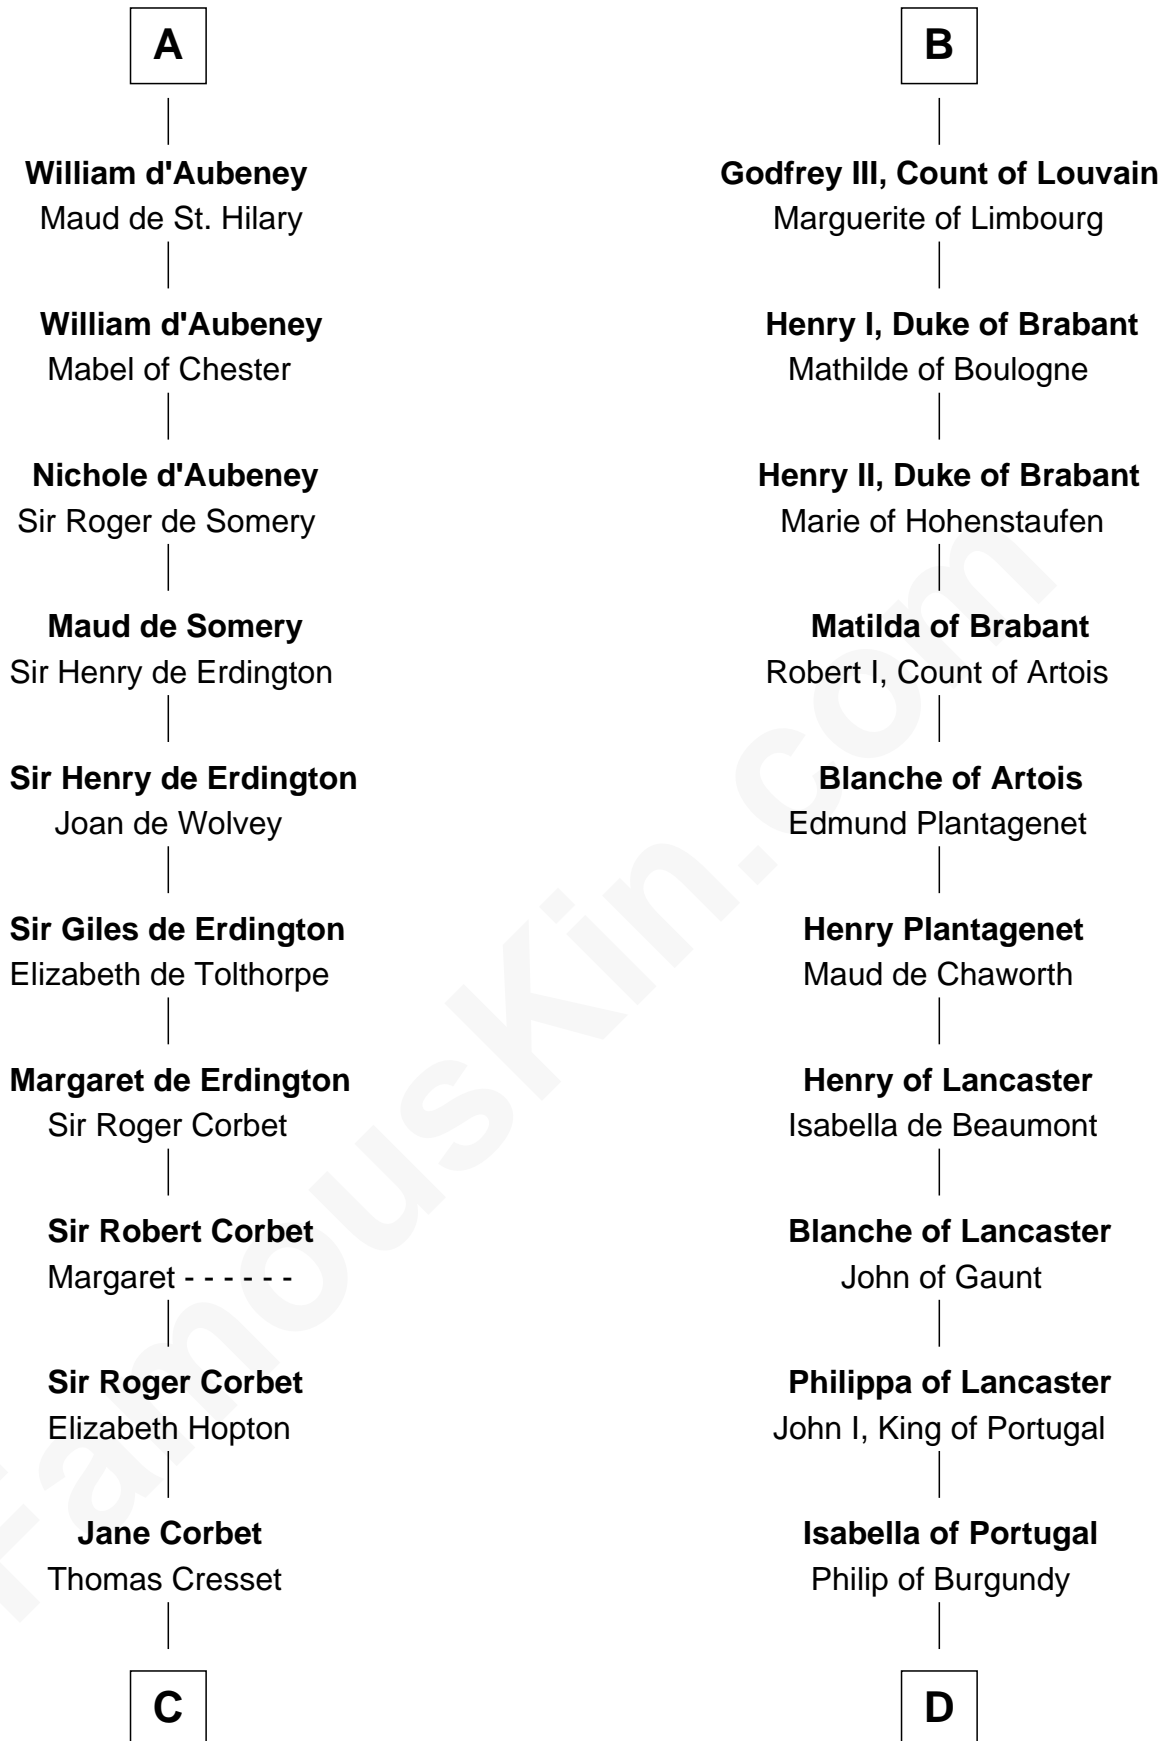 A
William d'Aubeney
Maud de St. Hilary
William d'Aubeney
Mabel of Chester
Nichole d'Aubeney
Sir Roger de Somery
Maud de Somery
Sir Henry de Erdington
Sir Henry de Erdington
Joan de Wolvey
Sir Giles de Erdington
Elizabeth de Tolthorpe
Margaret de Erdington
Sir Roger Corbet
Sir Robert Corbet
Margaret - - - - - -
Sir Roger Corbet
Elizabeth Hopton
Jane Corbet
Thomas Cresset
C
B
Godfrey III, Count of Louvain
Marguerite of Limbourg
Henry I, Duke of Brabant
Mathilde of Boulogne
Henry II, Duke of Brabant
Marie of Hohenstaufen
Matilda of Brabant
Robert I, Count of Artois
Blanche of Artois
Edmund Plantagenet
Henry Plantagenet
Maud de Chaworth
Henry of Lancaster
Isabella de Beaumont
Blanche of Lancaster
John of Gaunt
Philippa of Lancaster
John I, King of Portugal
Isabella of Portugal
Philip of Burgundy
D
FamousKin.com